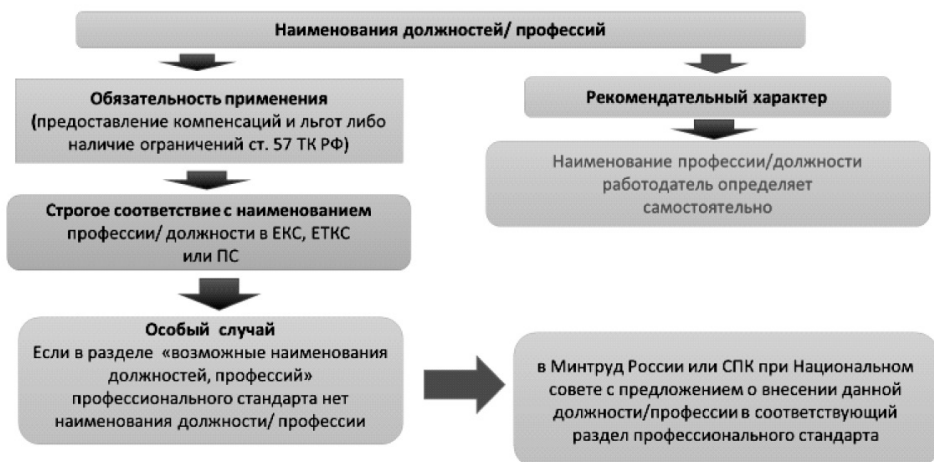 Наименования должностей/ профессий
Обязательность применения
(предоставление компенсаций и льгот либо
наличие ограничений ст. 57 ТК РФ)
Рекомендательный характер
Наименование профессии/должности
работодатель определяет
самостоятельно
Строгое соответствие с наименованием
профессии/ должности в ЕКС, ЕТКС
или ПС
Особый случай
Если в разделе «возможные наименования
должностей, профессий»
профессионального стандарта нет
наименования должности/ профессии
в Минтруд России или СПК при Национальном
совете с предложением о внесении данной
должности/профессии в соответствующий
раздел профессионального стандарта